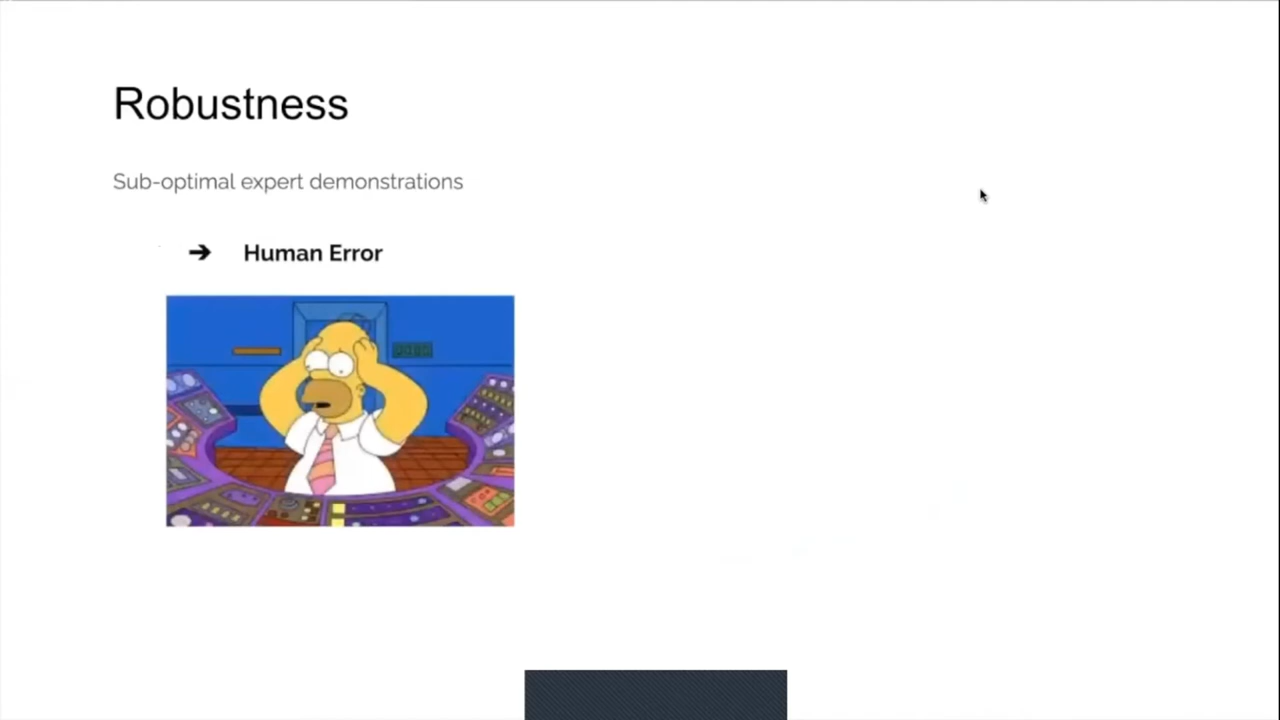 Robustness
Sub-optimal expert demonstrations
➔ Human Error